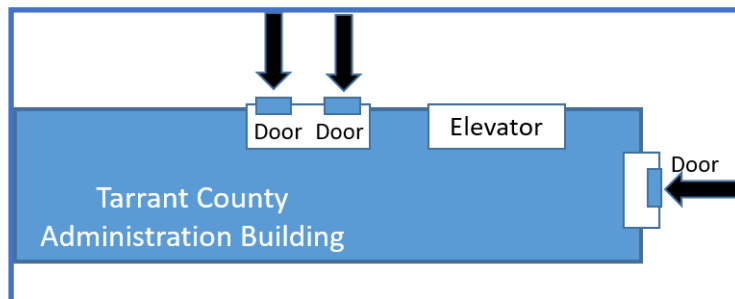 Door Door
Elevator
Door
Tarrant County
Administration Building